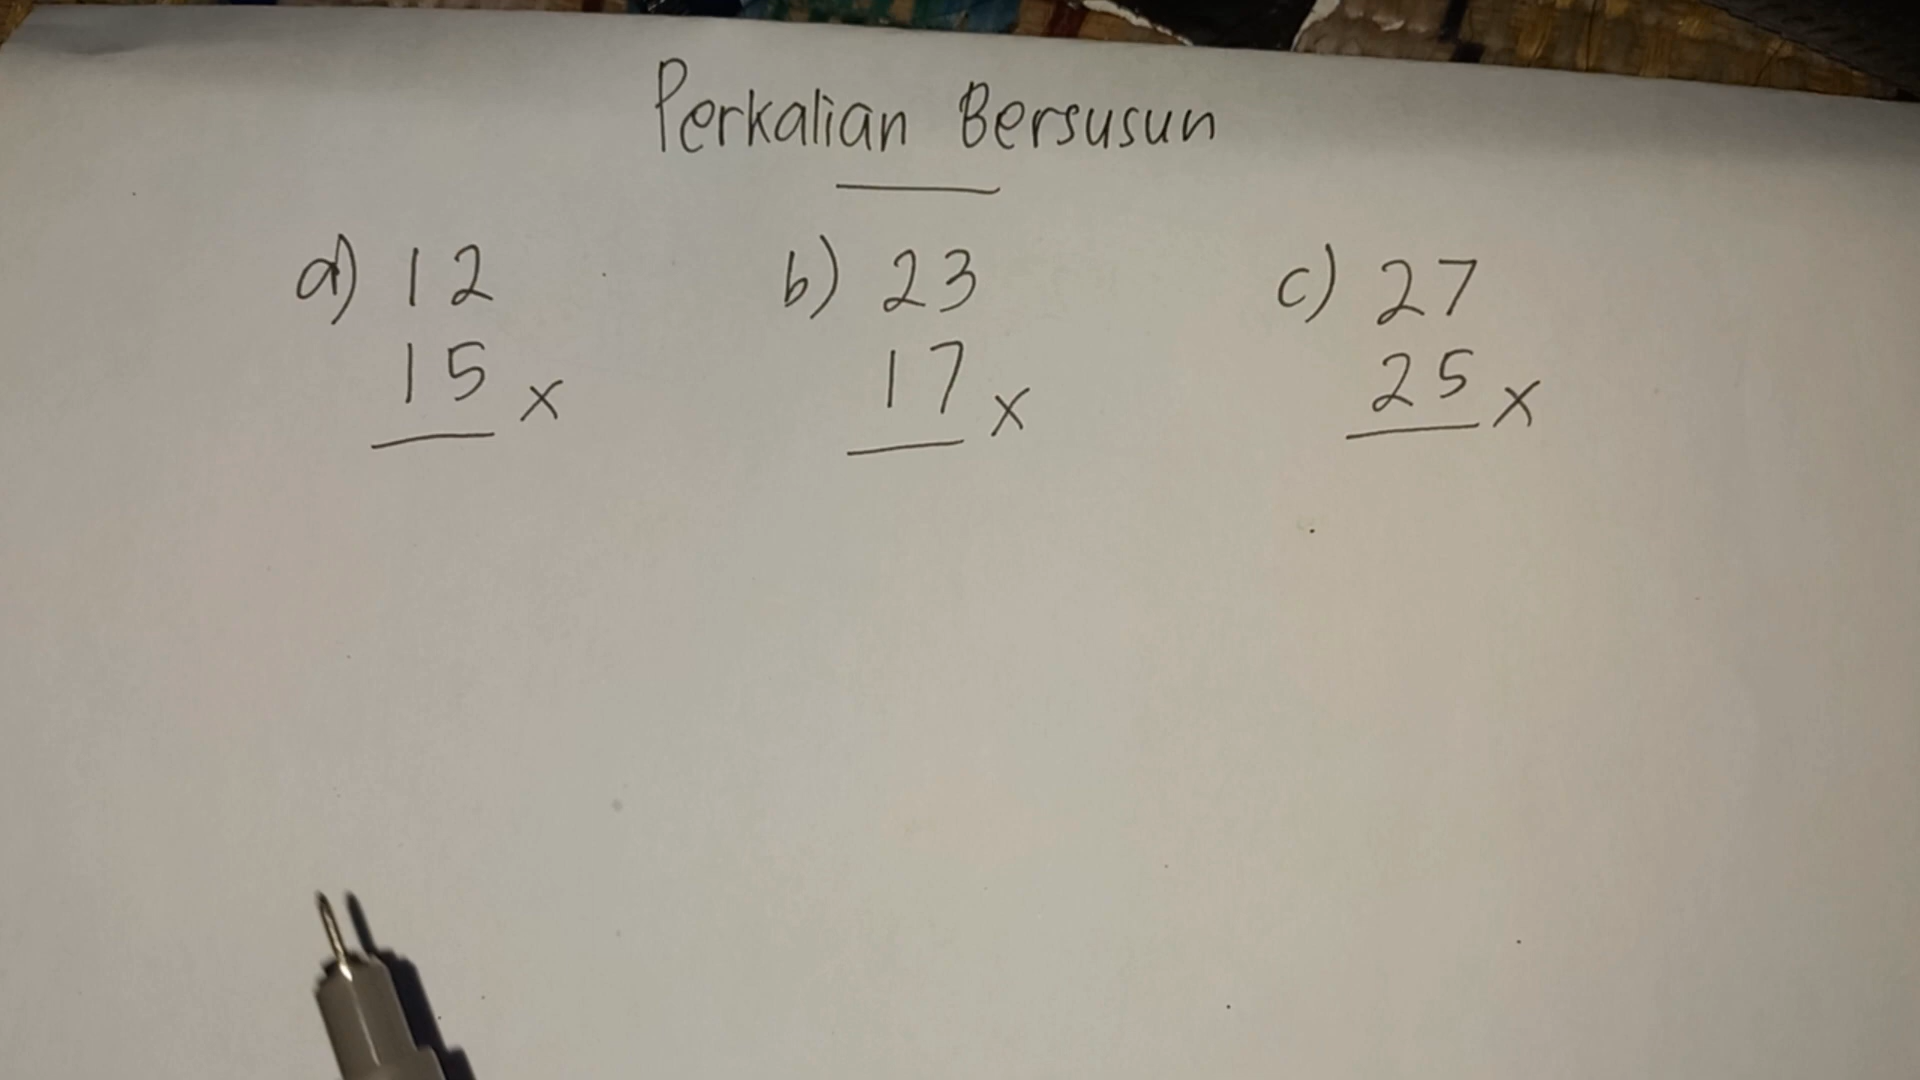 Perkalian Bersusun
a) 12
15 x
b) 23
17 x
c) 27
25 x